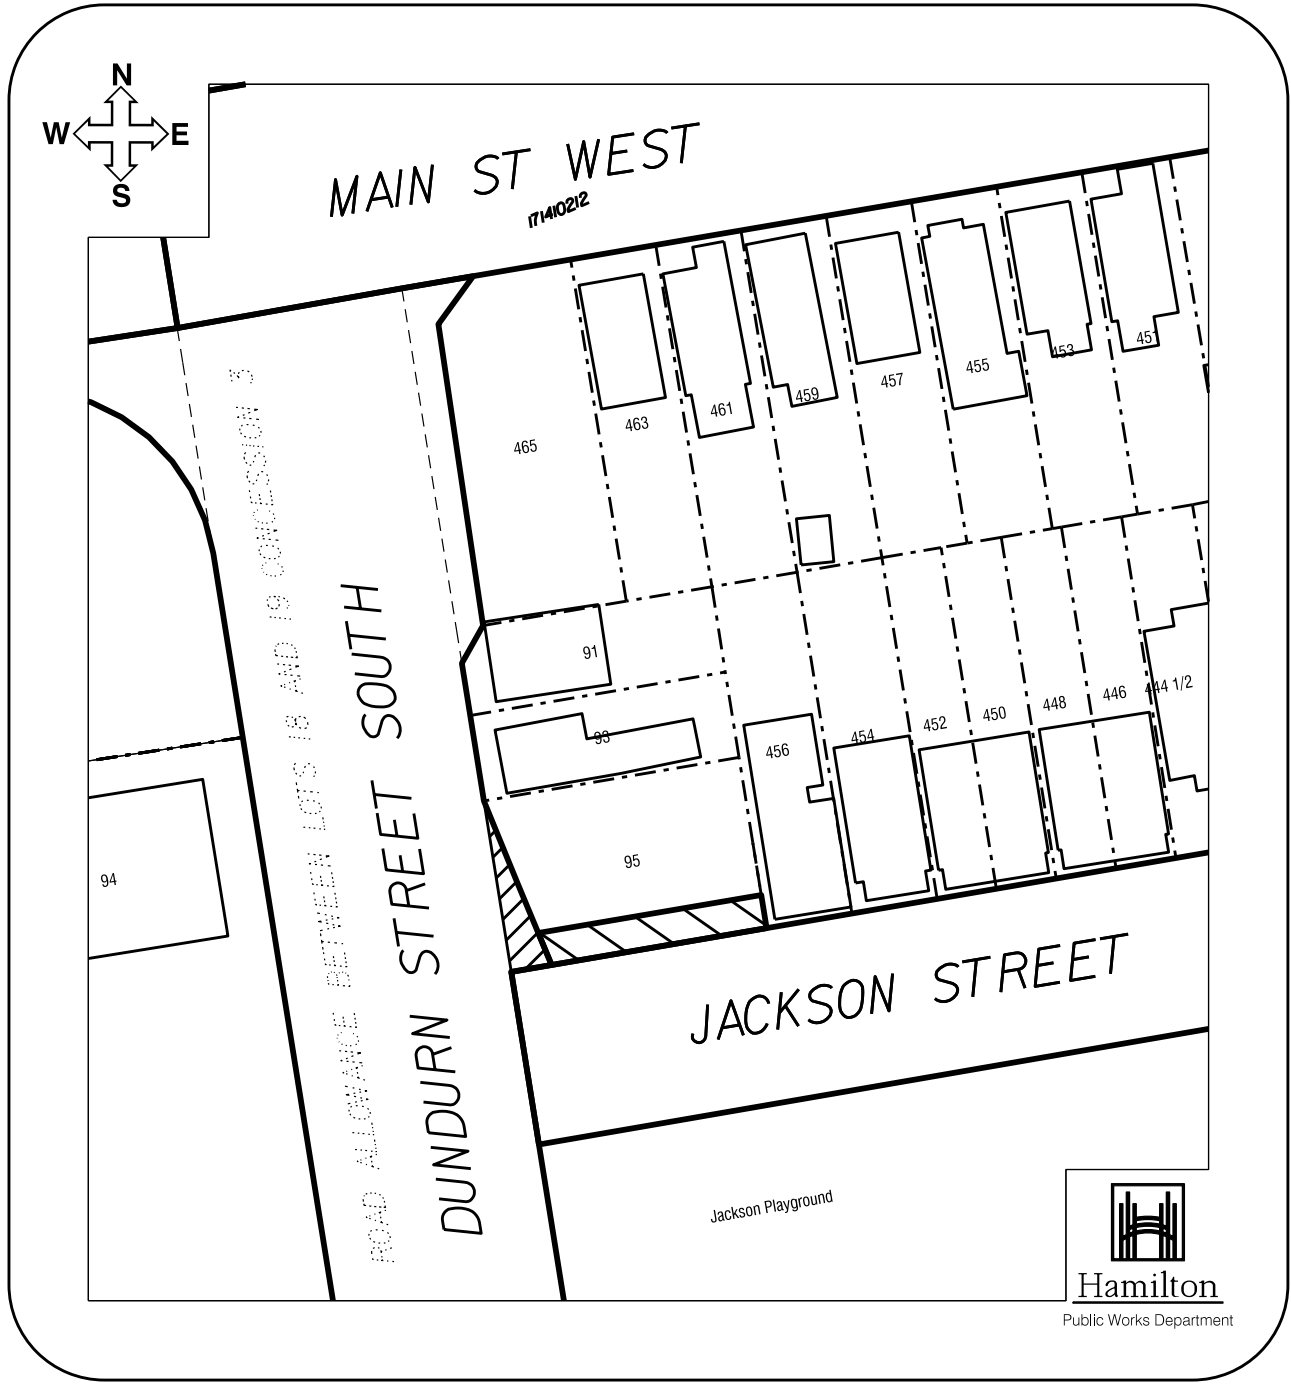 N
W E
S
MAIN ST WEST
171410212
ROAD ALLOWANCE BETWEEN LOTS 18 AND 19 CONCESSION 3
DUNDURN STREET SOUTH
465
463
461
459
457
455
453
451
91
93
95
94
456
454
452
450
448
446
444 1/2
JACKSON STREET
Jackson Playground
Hamilton
Public Works Department